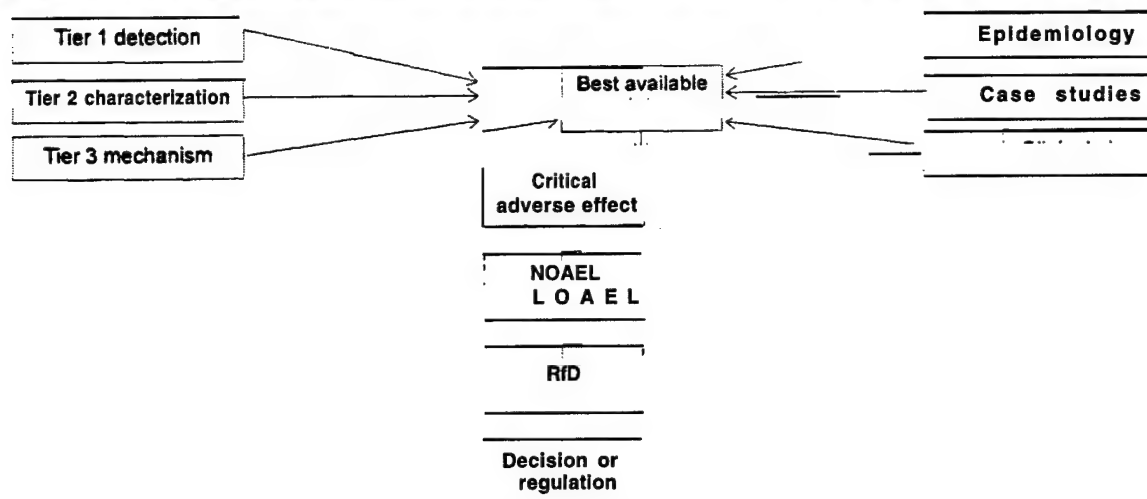 Tier 1 detection
Tier 2 characterization
Tier 3 mechanism
Best available
Epidemiology
Case studies
Critical
adverse effect
NOAEL
LOAEL
RfD
Decision or
regulation